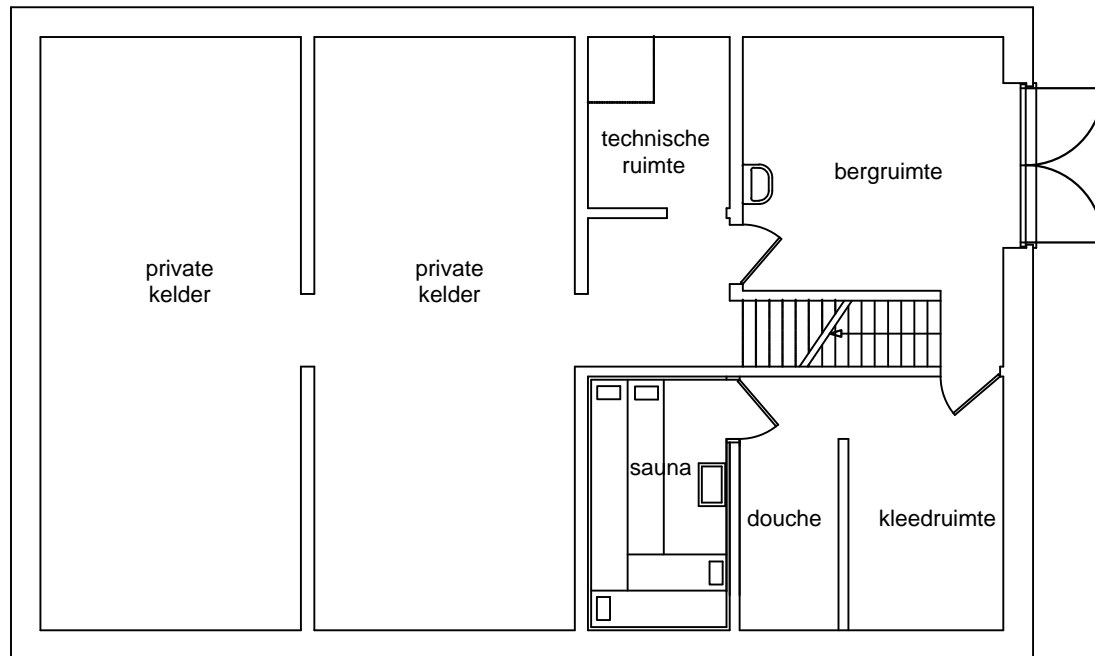 technische
ruimte
bergruimte
private
kelder
private
kelder
sauna
douche
kleedruimte